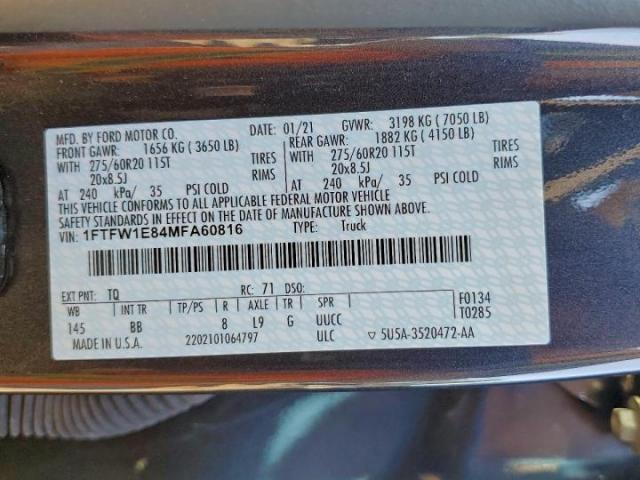 MFD. BY FORD MOTOR CO. DATE: 01/21 GVWR: 3198 KG ( 7050 LB)
FRONT GAWR: 1656 KG ( 3650 LB) REAR GAWR: 1882 KG ( 4150 LB)
WITH 275/60R20 115T TIRES WITH 275/60R20 115T TIRES
20x8.5J RIMS 20x8.5J RIMS
AT 240 kPa/ 35 PSI COLD AT 240 kPa/ 35 PSI COLD
THIS VEHICLE CONFORMS TO ALL APPLICABLE FEDERAL MOTOR VEHICLE
SAFETY STANDARDS IN EFFECT ON THE DATE OF MANUFACTURE SHOWN ABOVE.
VIN: 1FTFW1E84MFA60816 TYPE: Truck
EXT PNT: TQ RC: 71 DSO: F0134
WB INT TR TP/PS R AXLE TR SPR T0285
145 BB 8 L9 G UUCC
MADE IN U.S.A. 2202101064797 ULC ▽ 5U5A-3520472-AA